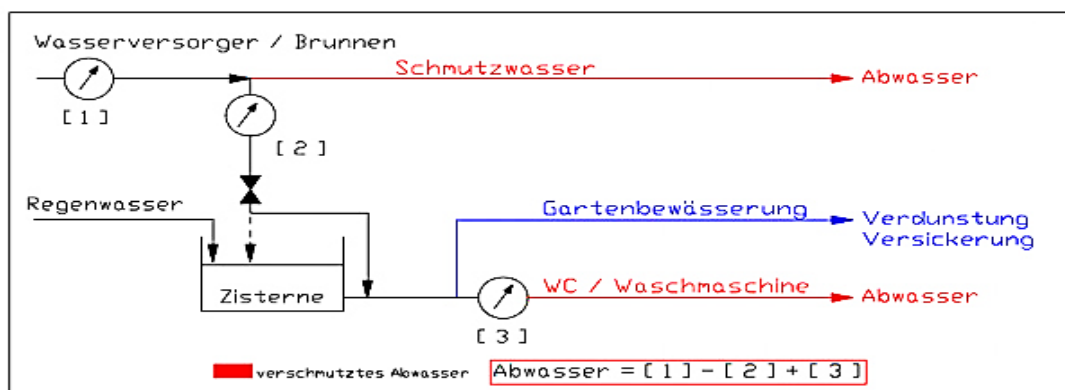 Wasserversorger / Brunnen
Schmutzwasser
Abwasser
[1]
[2]
Regenwasser
Gartenbewässerung
Verdunstung
Versickerung
Zisterne
WC / Waschmaschine
Abwasser
[3]
verschmutztes Abwasser
Abwasser = [1] - [2] + [3]